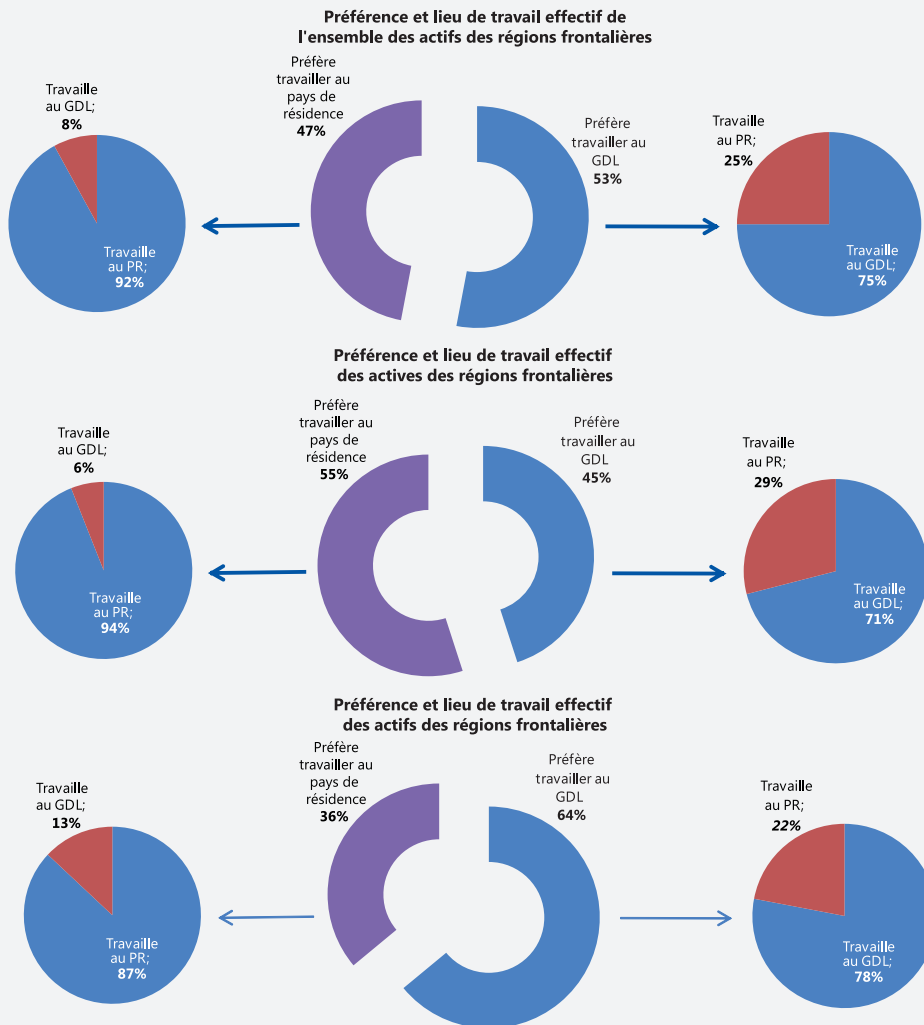 Préférence et lieu de travail effectif de
l'ensemble des actifs des régions frontalières
Travaille
au GDL;
8%
Préfère
travailler au
pays de
résidence
47%
Préfère
travailler au
GDL
53%
Travaille
au PR;
25%
Travaille
au PR;
92%
Travaille
au GDL;
75%
Préférence et lieu de travail effectif
des actives des régions frontalières
Travaille
au GDL;
6%
Préfère
travailler au
pays de
résidence
55%
Préfère
travailler au
GDL
45%
Travaille
au PR;
29%
Travaille
au PR;
94%
Travaille
au GDL;
71%
Préférence et lieu de travail effectif
des actifs des régions frontalières
Travaille
au GDL;
13%
Préfère
travailler au
pays de
résidence
36%
Préfère
travailler au
GDL
64%
Travaille
au PR;
22%
Travaille
au PR;
87%
Travaille
au GDL;
78%